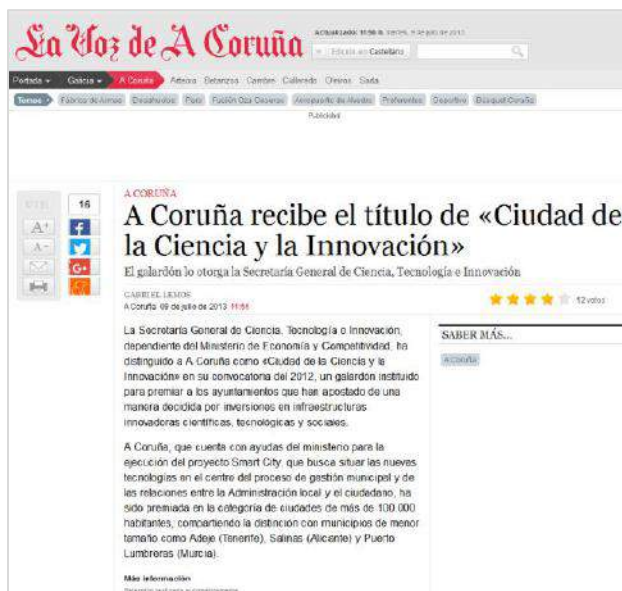 La Voz de A Coruña
Actualizado 11:56 h
Edición en Castellano
Portada Galicia A Coruña Arteixo Betanzos Cambre Culleredo Oleiros Sada
Temas Fábrica de Armas Desahucios Pisa Fusión Oza Cesuras Aeropuerto de Alvedro Preferentes Deportivo Básquet Coruña
Publicidad
16
A+
A-
A CORUÑA
A Coruña recibe el título de «Ciudad de
la Ciencia y la Innovación»
El galardón lo otorga la Secretaría General de Ciencia, Tecnología e Innovación
GABRIEL LEMOS
A Coruña 09 de julio de 2013 11:56
12 votos
La Secretaría General de Ciencia, Tecnología e Innovación,
dependiente del Ministerio de Economía y Competitividad, ha
distinguido a A Coruña como «Ciudad de la Ciencia y la
Innovación» en su convocatoria del 2012, un galardón instituido
para premiar a los ayuntamientos que han apostado de una
manera decidida por inversiones en infraestructuras
innovadoras científicas, tecnológicas y sociales.
A Coruña, que cuenta con ayudas del ministerio para la
ejecución del proyecto Smart City, que busca situar las nuevas
tecnologías en el centro del proceso de gestión municipal y de
las relaciones entre la Administración local y el ciudadano, ha
sido premiada en la categoría de ciudades de más de 100.000
habitantes, compartiendo la distinción con municipios de menor
tamaño como Adeje (Tenerife), Salinas (Alicante) y Puerto
Lumbreras (Murcia).
Más información
SABER MÁS...
A Coruña